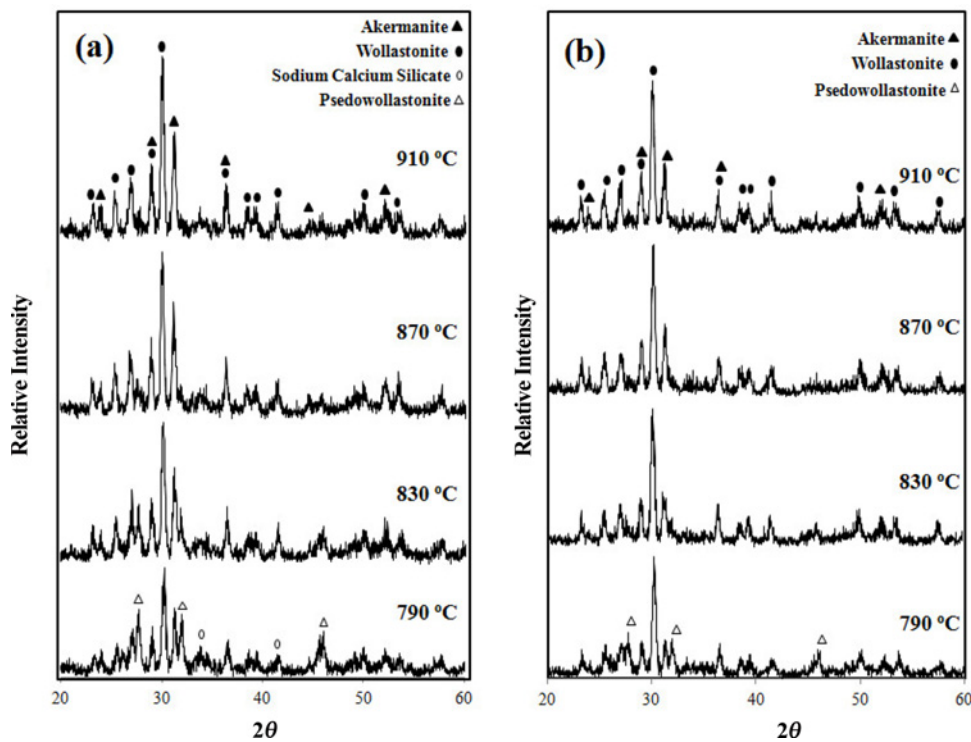 (a)
Akermanite ▲
Wollastonite ●
Sodium Calcium Silicate ○
Psedowollastonite △
910 ºC
870 ºC
830 ºC
790 ºC
Relative Intensity
20 30 40 50 60
2θ
(b)
Akermanite ▲
Wollastonite ●
Psedowollastonite △
910 ºC
870 ºC
830 ºC
790 ºC
Relative Intensity
20 30 40 50 60
2θ